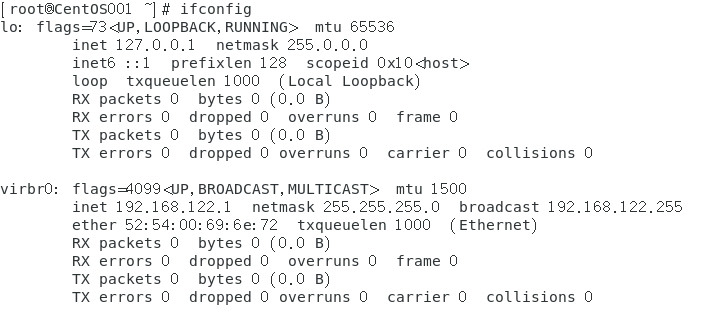 [root@CentOS001 ~]# ifconfig
lo: flags=73<UP,LOOPBACK,RUNNING>  mtu 65536
        inet 127.0.0.1  netmask 255.0.0.0
        inet6 ::1  prefixlen 128  scopeid 0x10<host>
        loop  txqueuelen 1000  (Local Loopback)
        RX packets 0  bytes 0 (0.0 B)
        RX errors 0  dropped 0  overruns 0  frame 0
        TX packets 0  bytes 0 (0.0 B)
        TX errors 0  dropped 0 overruns 0  carrier 0  collisions 0

virbr0: flags=4099<UP,BROADCAST,MULTICAST>  mtu 1500
        inet 192.168.122.1  netmask 255.255.255.0  broadcast 192.168.122.255
        ether 52:54:00:69:6e:72  txqueuelen 1000  (Ethernet)
        RX packets 0  bytes 0 (0.0 B)
        RX errors 0  dropped 0  overruns 0  frame 0
        TX packets 0  bytes 0 (0.0 B)
        TX errors 0  dropped 0 overruns 0  carrier 0  collisions 0